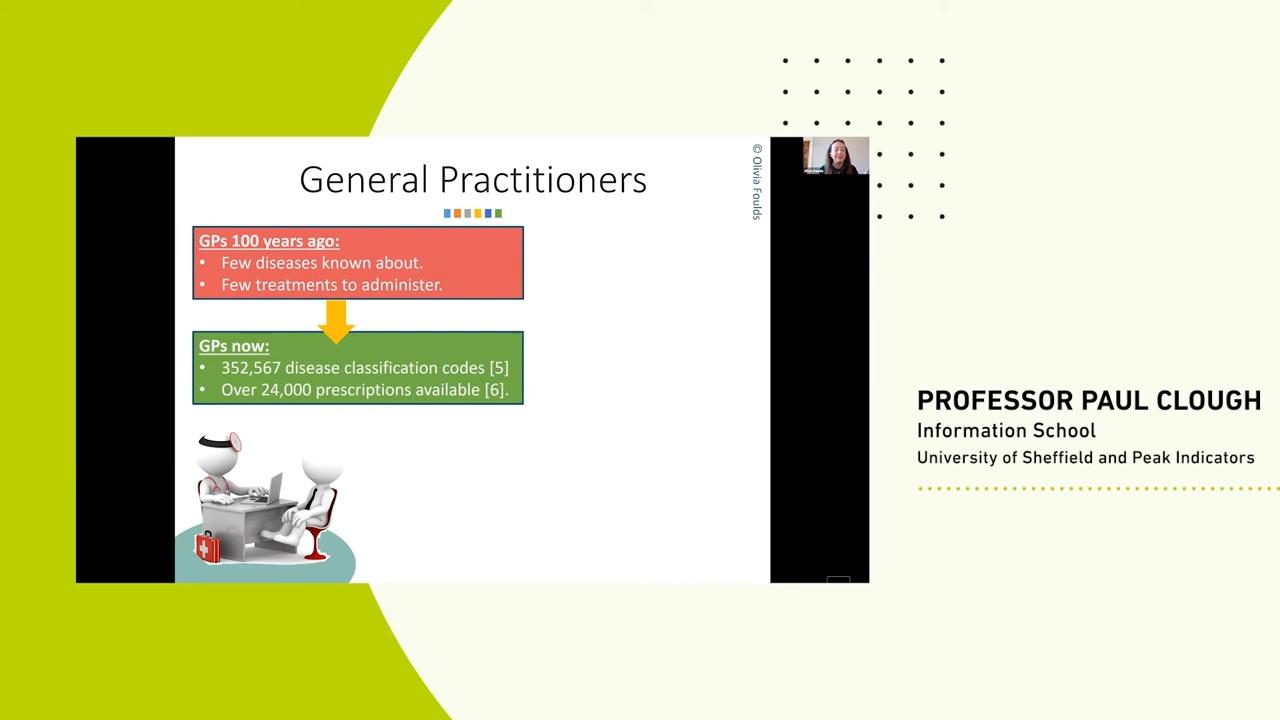 General Practitioners
© Olivia Foulds
GPs 100 years ago:
• Few diseases known about.
• Few treatments to administer.
GPs now:
• 352,567 disease classification codes [5]
• Over 24,000 prescriptions available [6].
PROFESSOR PAUL CLOUGH
Information School
University of Sheffield and Peak Indicators